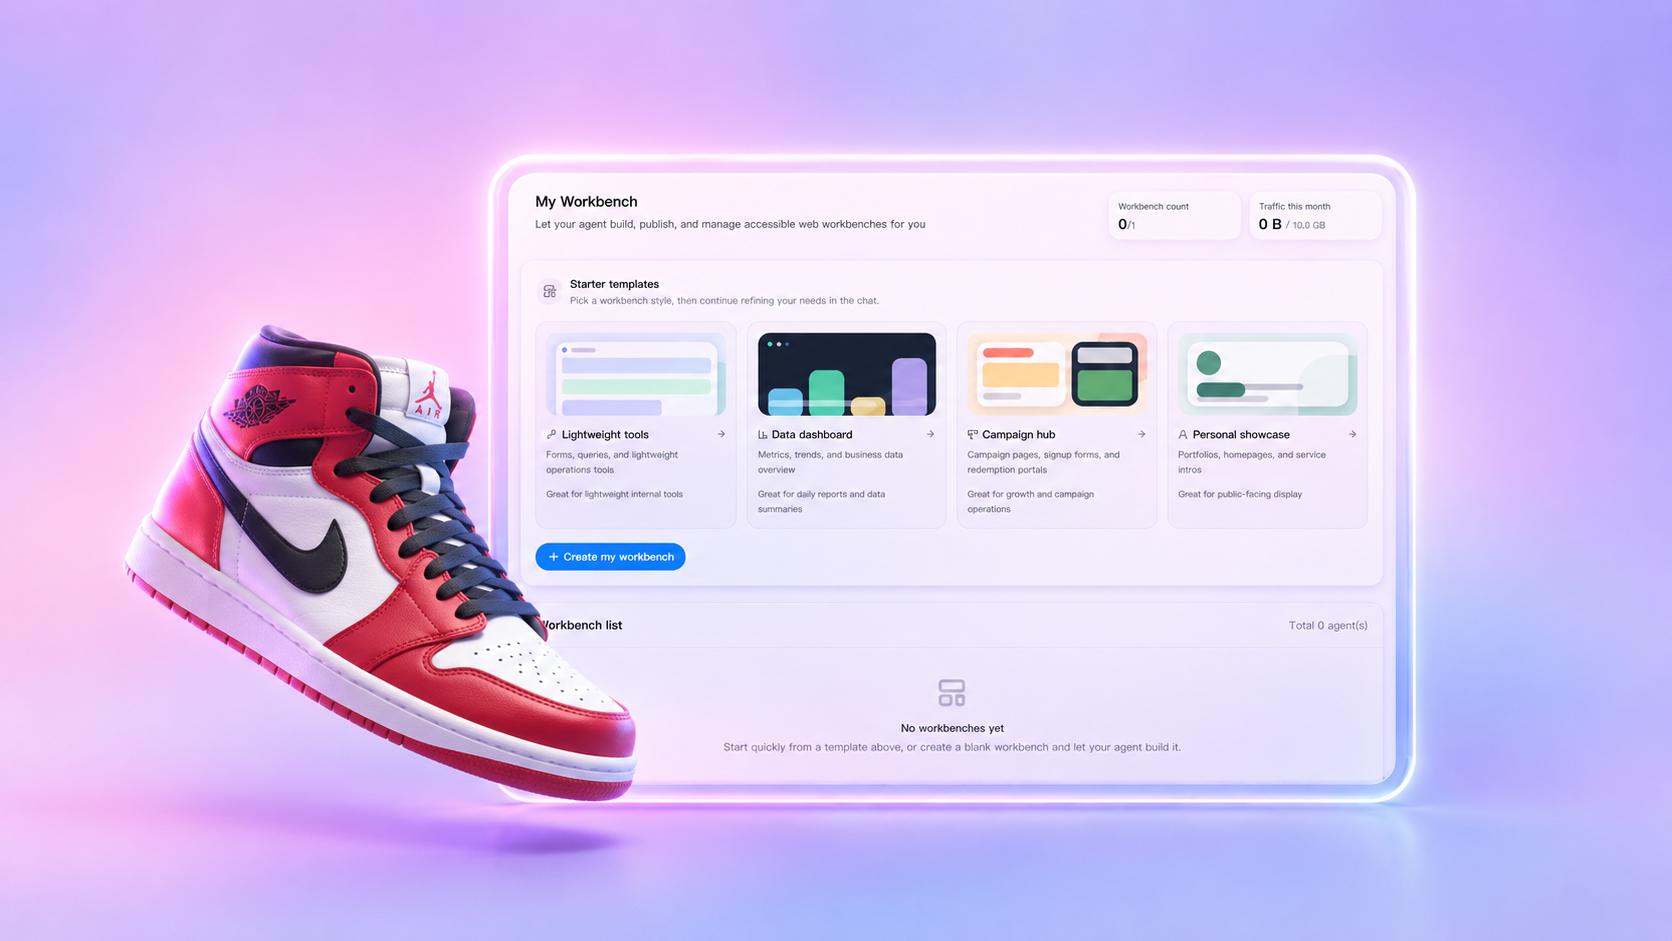 My Workbench
Let your agent build, publish, and manage accessible web workbenches for you
Workbench count
0/1
Traffic this month
0 B / 10.0 GB
Starter templates
Pick a workbench style, then continue refining your needs in the chat.
Lightweight tools
Forms, queries, and lightweight
operations tools
Great for lightweight internal tools
Data dashboard
Metrics, trends, and business data
overview
Great for daily reports and data
summaries
Campaign hub
Campaign pages, signup forms, and
redemption portals
Great for growth and campaign
operations
Personal showcase
Portfolios, homepages, and service
intros
Great for public-facing display
+ Create my workbench
Workbench list
Total 0 agent(s)
No workbenches yet
Start quickly from a template above, or create a blank workbench and let your agent build it.
AIR